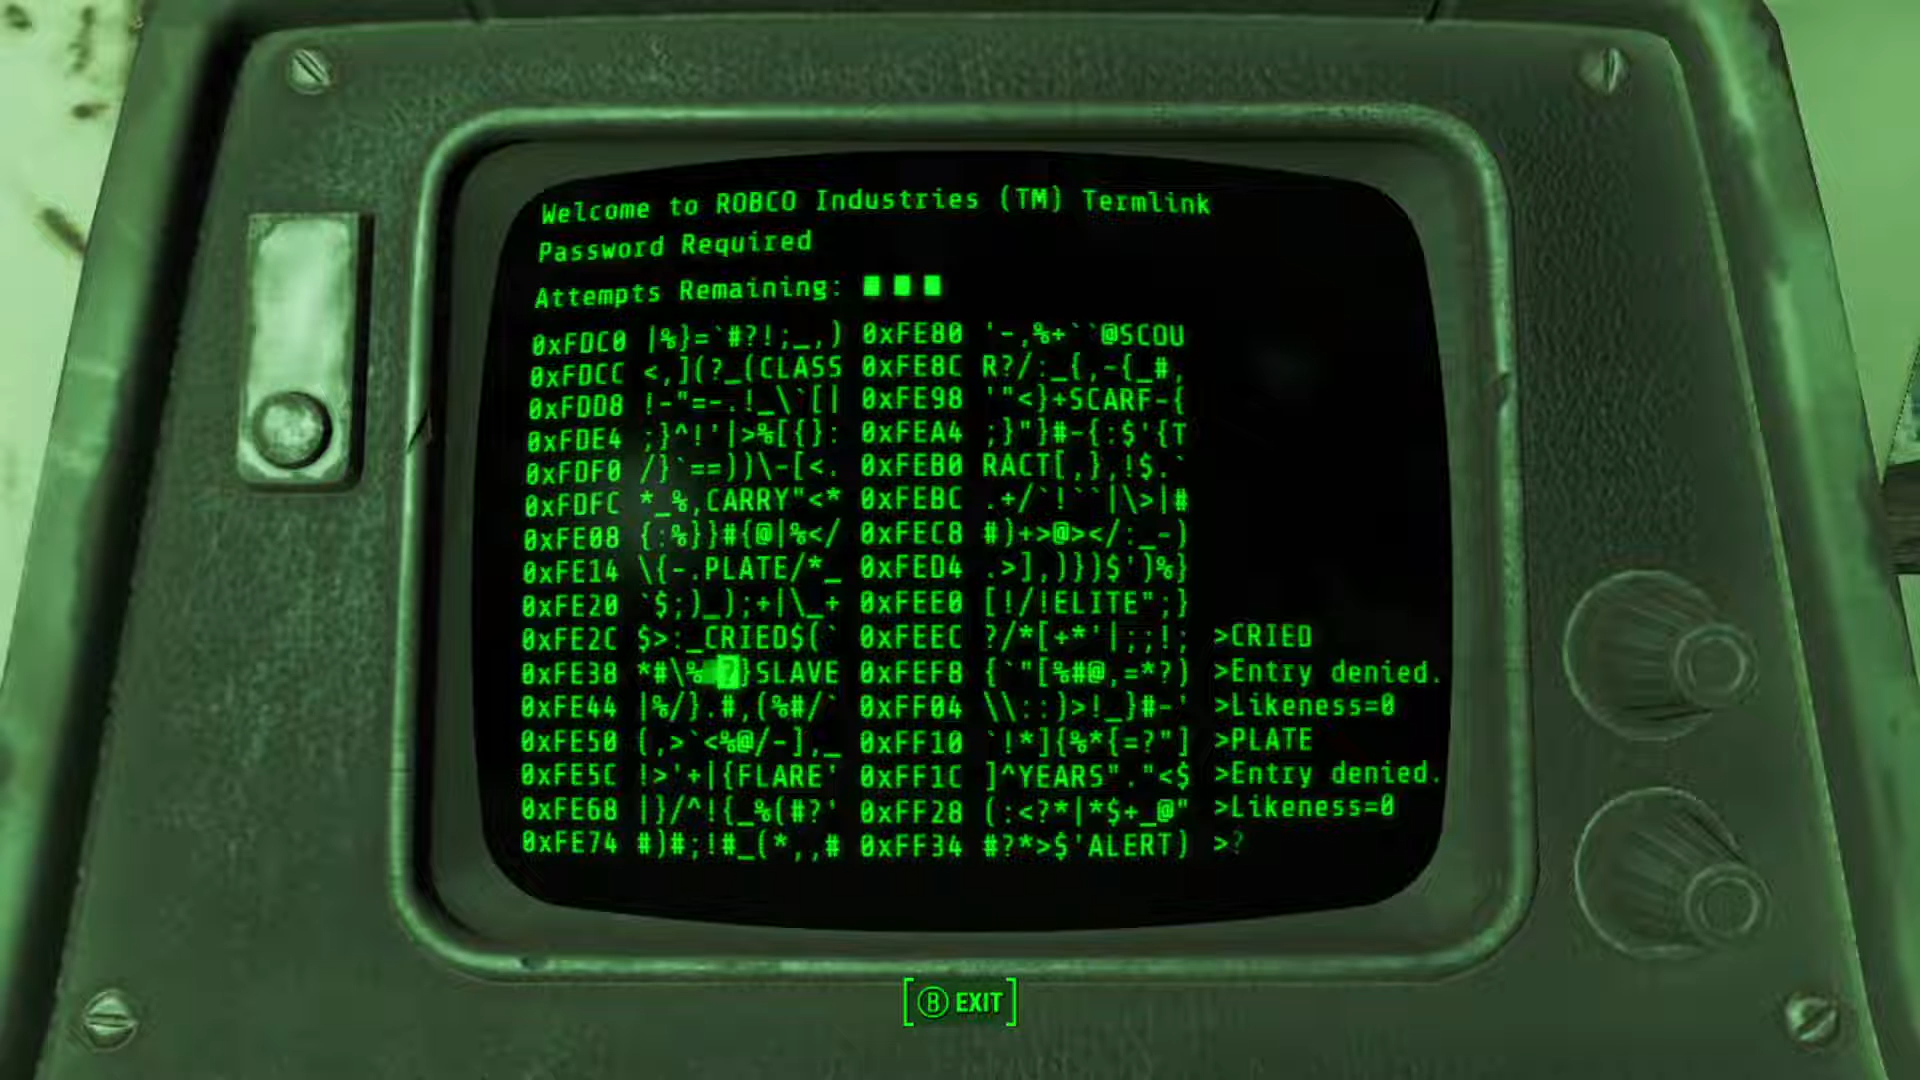 Welcome to ROBCO Industries (TM) Termlink
Password Required
Attempts Remaining: ■ ■ ■
0xFDC0 |%}=`#?!;_,) 0xFE80 '-,%+``@SCOU
0xFDCC <,](?_(CLASS 0xFE8C R?/:_{,-{_#,
0xFDD8 !-"=-.!_\`[| 0xFE98 '"<}+SCARF-{
0xFDE4 ;}^!'|>%[{}: 0xFEA4 ;}"}#-{:$'{T
0xFDF0 /}`==))\-[<. 0xFEB0 RACT[,},!$.`
0xFDFC *_%,CARRY"<* 0xFEBC .+/`!``|\>|#
0xFE08 {:%}}#{@|%</ 0xFEC8 #)+>@></:_-)
0xFE14 \{-.PLATE/*_ 0xFED4 .>],)})$')%}
0xFE20 `$;)_);+|\_+ 0xFEE0 [!/!ELITE";}
0xFE2C $>:_CRIED$(` 0xFEEC ?/*[+*'|;;!; >CRIED
0xFE38 *#\% ?}SLAVE 0xFEF8 {`"[%#@,=*?) >Entry denied.
0xFE44 |%/}.#,(%#/` 0xFF04 \\::)>!_}#-' >Likeness=0
0xFE50 (,>`<%@/-],_ 0xFF10 `!*]{%*{=?"] >PLATE
0xFE5C !>'+|{FLARE' 0xFF1C ]^YEARS"."<$ >Entry denied.
0xFE68 |}/^!{_%(#?' 0xFF28 (:<?*|*$+_@" >Likeness=0
0xFE74 #)#;!#_(*,,# 0xFF34 #?*>$'ALERT) >?
[B EXIT]